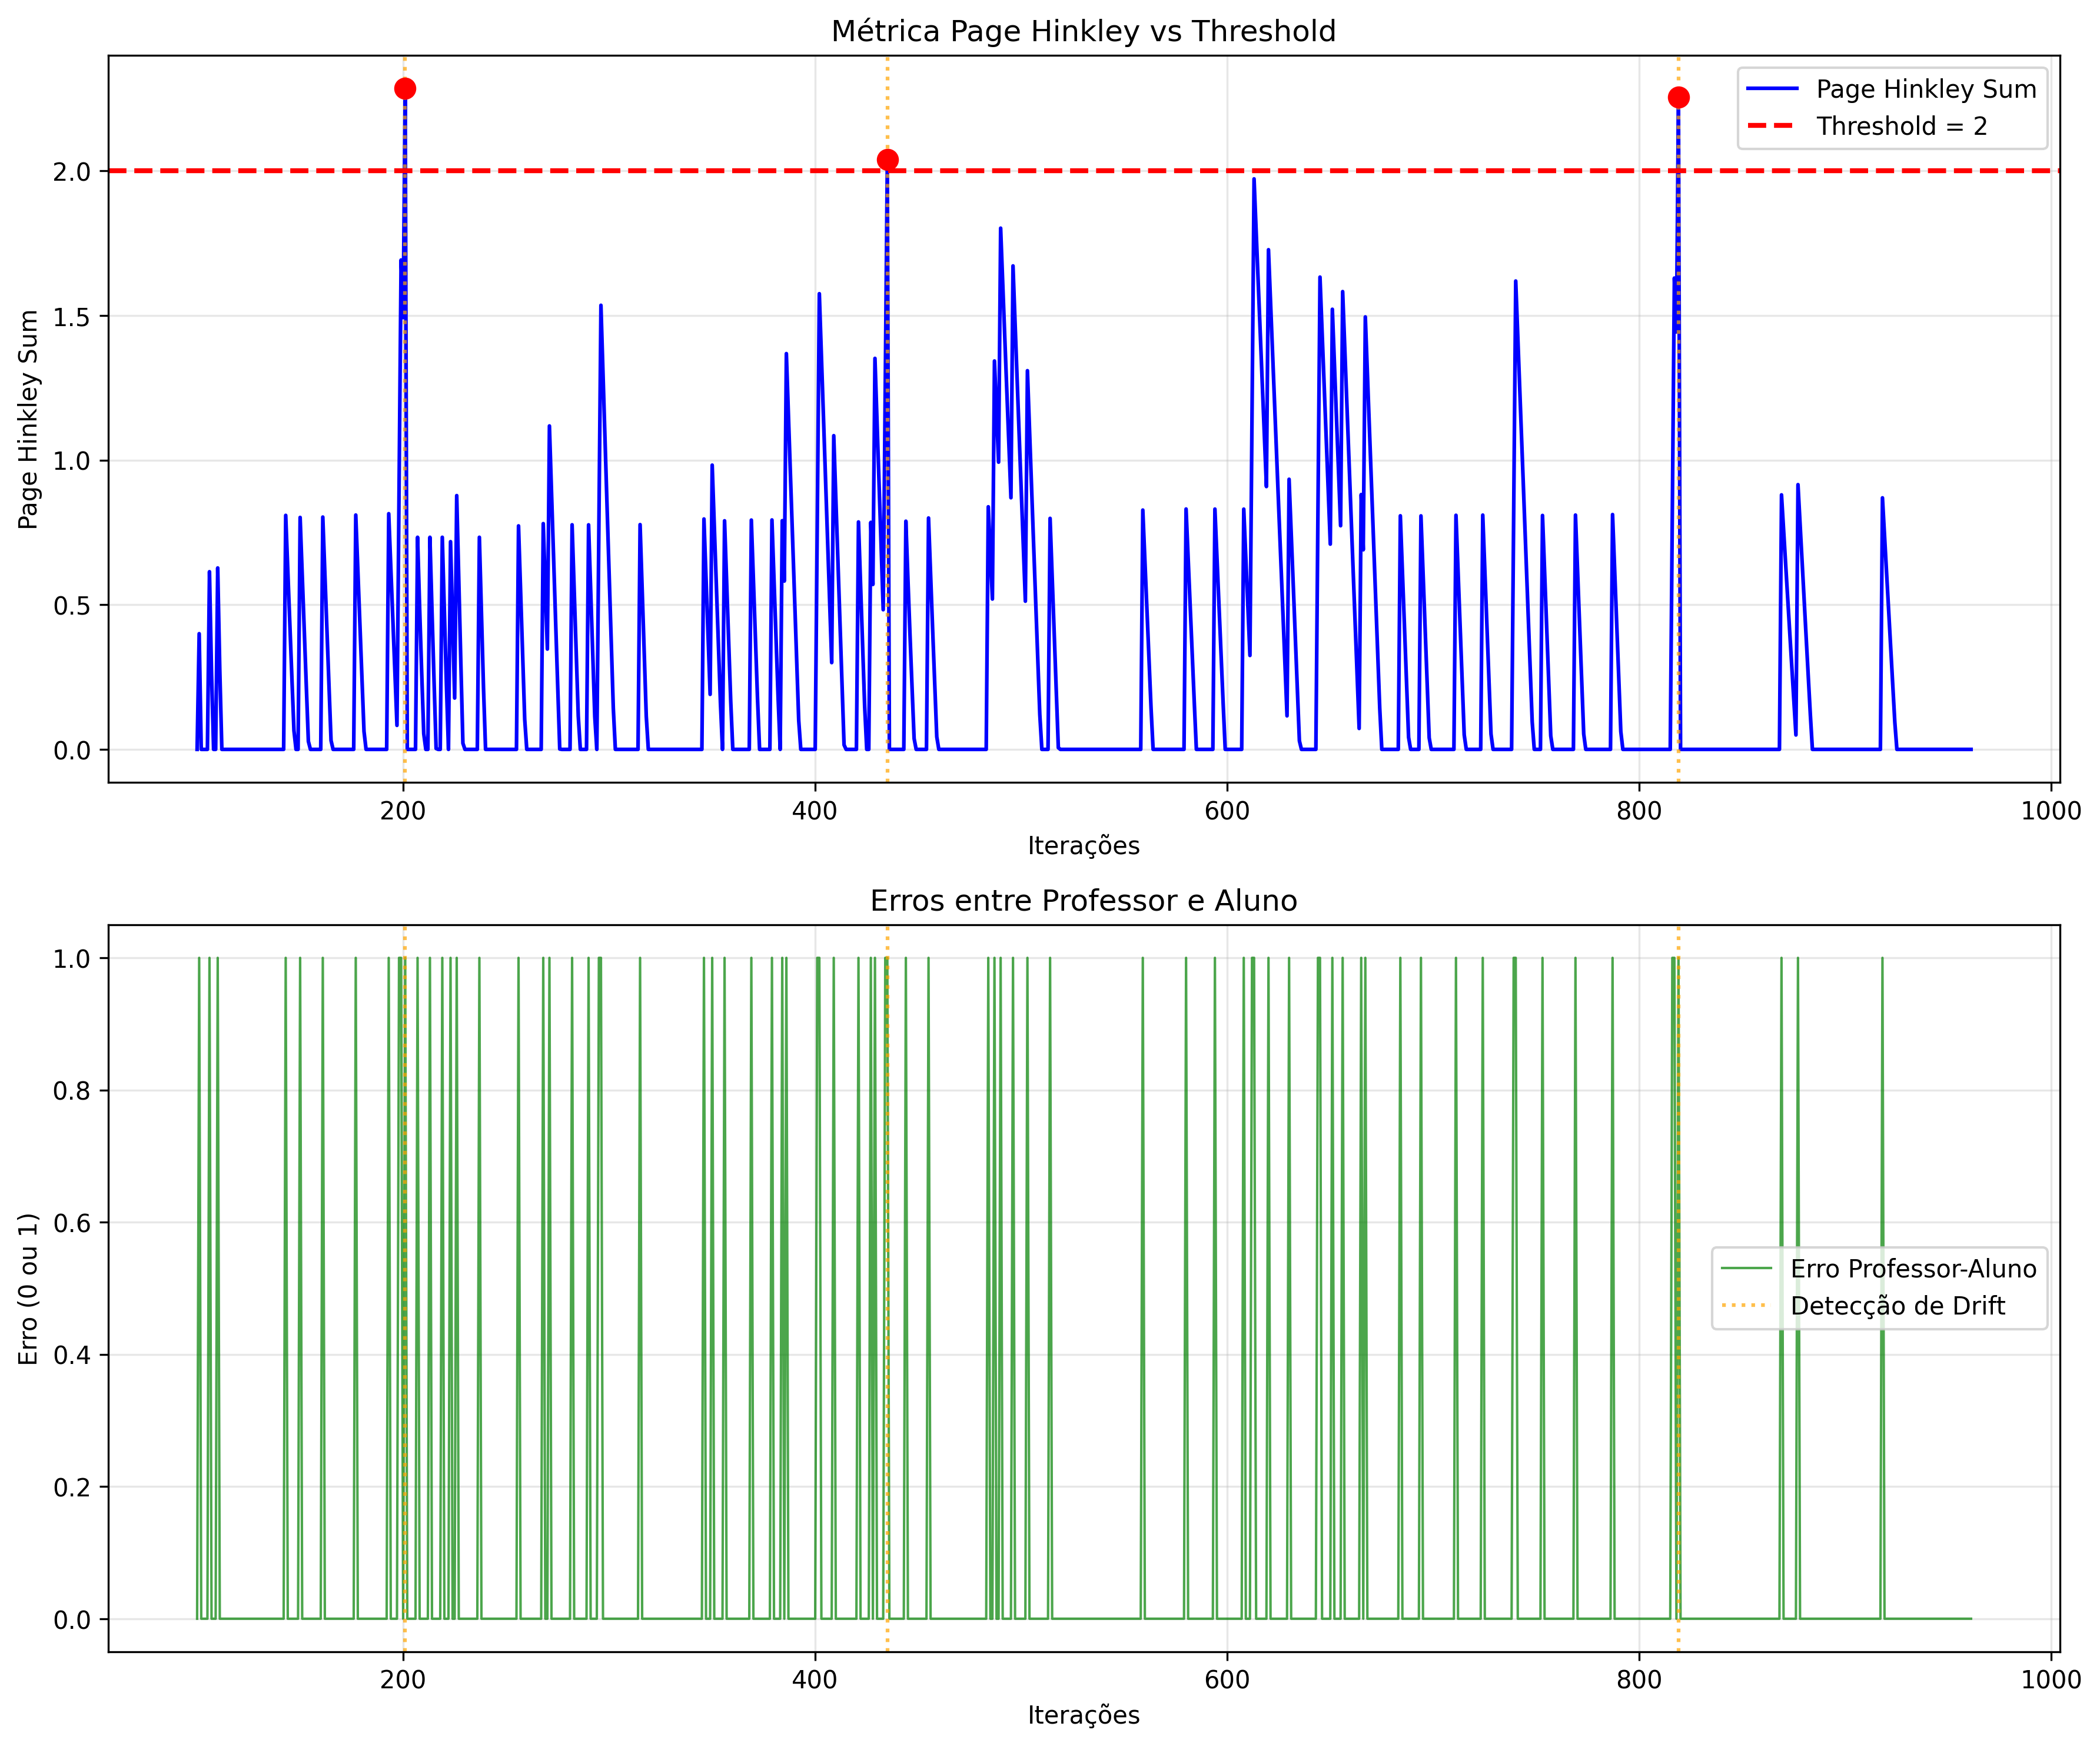 Métrica Page Hinkley vs Threshold
Page Hinkley Sum
Threshold = 2
Page Hinkley Sum
2.0
1.5
1.0
0.5
0.0
200
400
600
800
1000
Iterações
Erros entre Professor e Aluno
Erro (0 ou 1)
1.0
0.8
0.6
0.4
0.2
0.0
Erro Professor-Aluno
Detecção de Drift
200
400
600
800
1000
Iterações